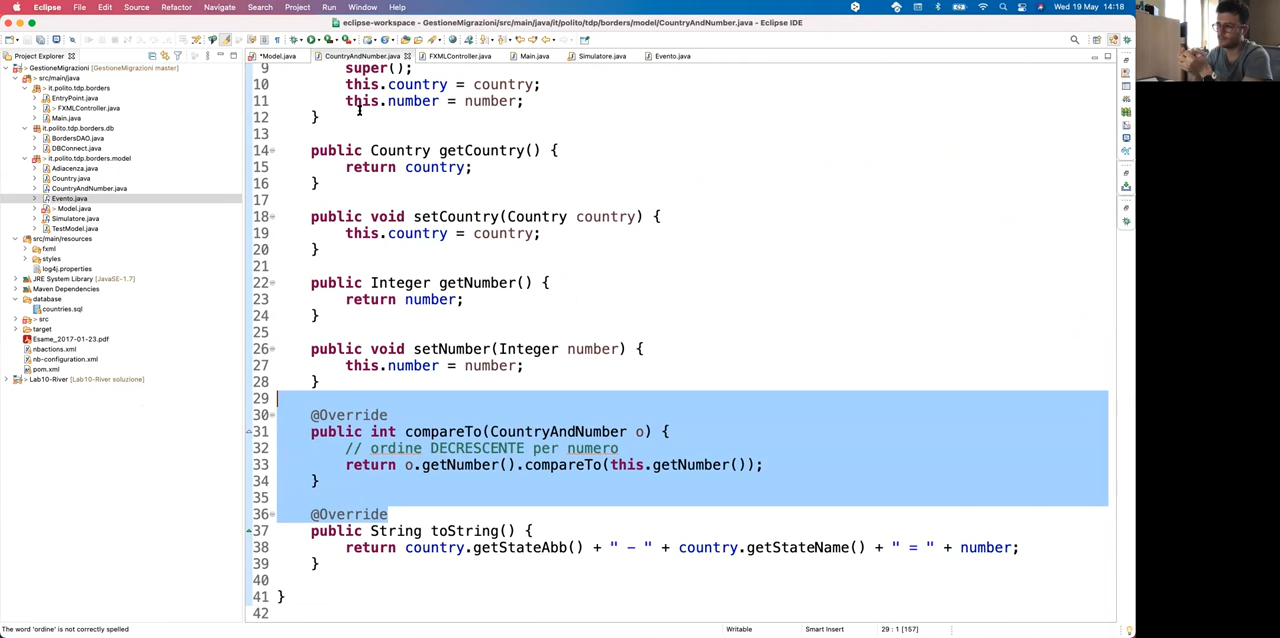 Eclipse File Edit Source Refactor Navigate Search Project Run Window Help Wed 19 May 14:18
eclipse-workspace - GestioneMigrazioni/src/main/java/it/polito/tdp/borders/model/CountryAndNumber.java - Eclipse IDE
Project Explorer
GestioneMigrazioni [GestioneMigrazioni master]
src/main/java
it.polito.tdp.borders
EntryPoint.java
> FXMLController.java
Main.java
it.polito.tdp.borders.db
BordersDAO.java
DBConnect.java
it.polito.tdp.borders.model
Adiacenza.java
Country.java
CountryAndNumber.java
Evento.java
> Model.java
Simulatore.java
TestModel.java
src/main/resources
fxml
styles
log4j.properties
JRE System Library [JavaSE-1.7]
Maven Dependencies
database
countries.sql
src
target
Esame_2017-01-23.pdf
nbactions.xml
nb-configuration.xml
pom.xml
Lab10-River [Lab10-River soluzione]
*Model.java CountryAndNumber.java FXMLController.java Main.java Simulatore.java Evento.java
9 super();
10 this.country = country;
11 this.number = number;
12 }
13
14 public Country getCountry() {
15 return country;
16 }
17
18 public void setCountry(Country country) {
19 this.country = country;
20 }
21
22 public Integer getNumber() {
23 return number;
24 }
25
26 public void setNumber(Integer number) {
27 this.number = number;
28 }
29
30 @Override
31 public int compareTo(CountryAndNumber o) {
32 // ordine DECRESCENTE per numero
33 return o.getNumber().compareTo(this.getNumber());
34 }
35
36 @Override
37 public String toString() {
38 return country.getStateAbb() + " - " + country.getStateName() + " = " + number;
39 }
40
41 }
42
The word 'ordine' is not correctly spelled Writable Smart Insert 29 : 1 [157]